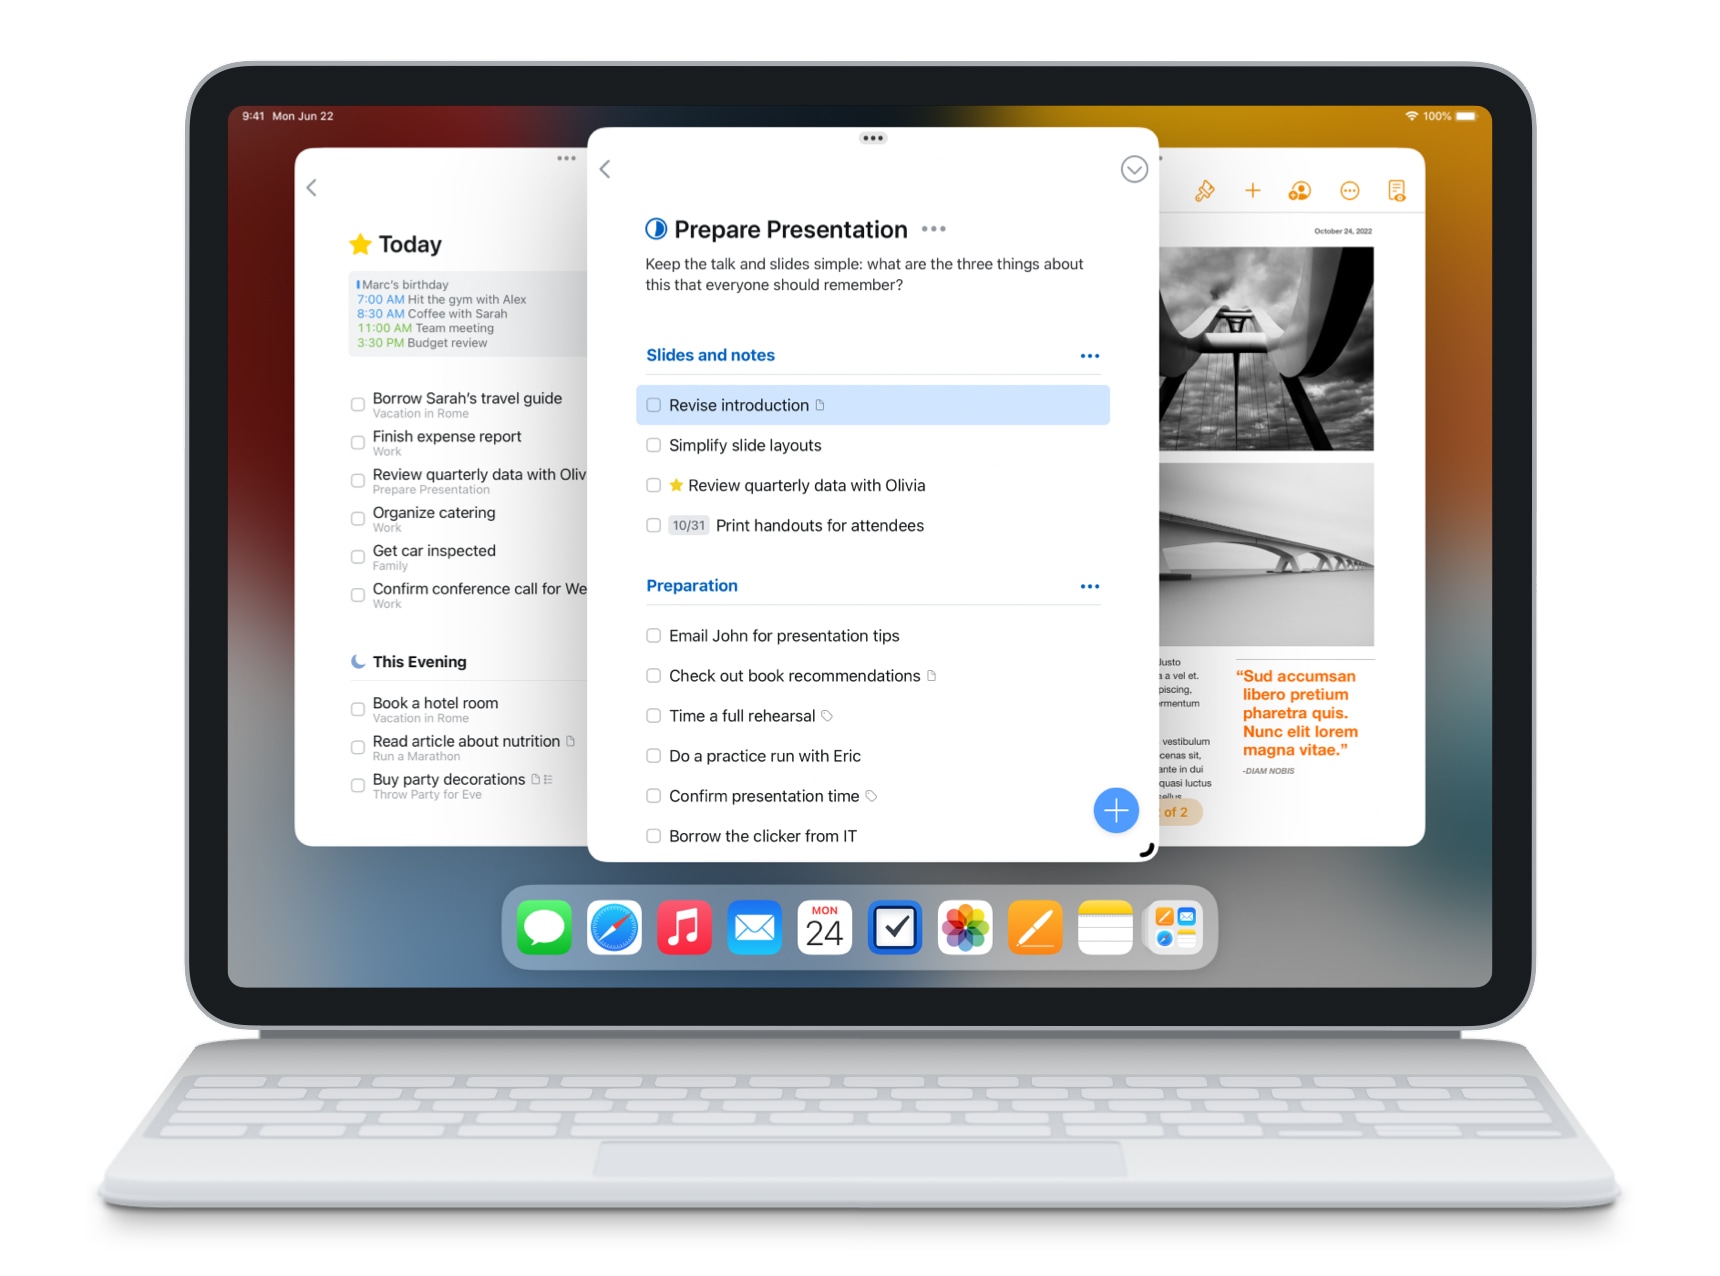 9:41 Mon Jun 22
100%
Today
Marc's birthday
7:00 AM Hit the gym with Alex
8:30 AM Coffee with Sarah
11:00 AM Team meeting
3:30 PM Budget review
Borrow Sarah's travel guide
Vacation in Rome
Finish expense report
Work
Review quarterly data with Oliv
Prepare Presentation
Organize catering
Work
Get car inspected
Family
Confirm conference call for We
Work
This Evening
Book a hotel room
Vacation in Rome
Read article about nutrition
Run a Marathon
Buy party decorations
Throw Party for Eve
Prepare Presentation
Keep the talk and slides simple: what are the three things about
this that everyone should remember?
Slides and notes
Revise introduction
Simplify slide layouts
Review quarterly data with Olivia
10/31 Print handouts for attendees
Preparation
Email John for presentation tips
Check out book recommendations
Time a full rehearsal
Do a practice run with Eric
Confirm presentation time
Borrow the clicker from IT
October 24, 2022
Justo
a vel et.
piscing,
rmentum
vestibulum
cenas sit,
ante in dui
quasi luctus
of 2
“Sud accumsan
libero pretium
pharetra quis.
Nunc elit lorem
magna vitae.”
-DIAM NOBIS
MON
24